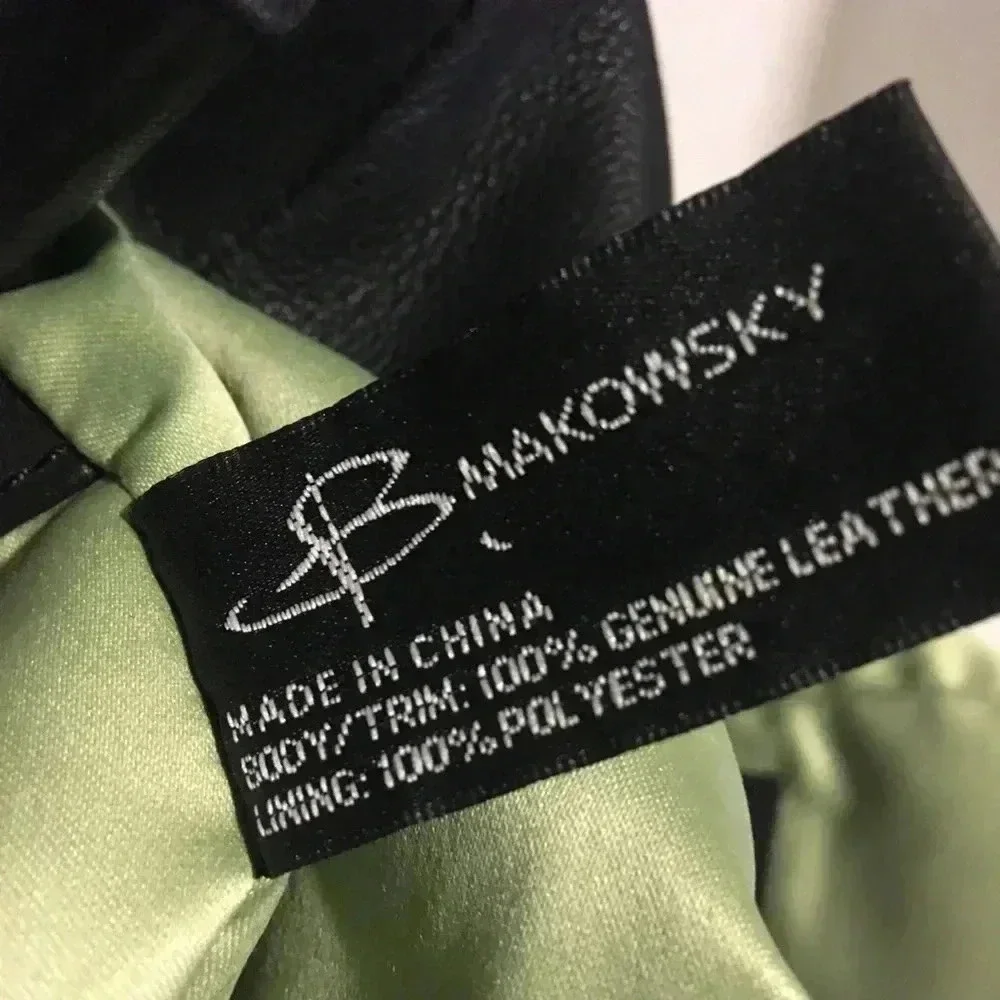 B MAKOWSKY
MADE IN CHINA
BODY/TRIM: 100% GENUINE LEATHER
LINING: 100% POLYESTER